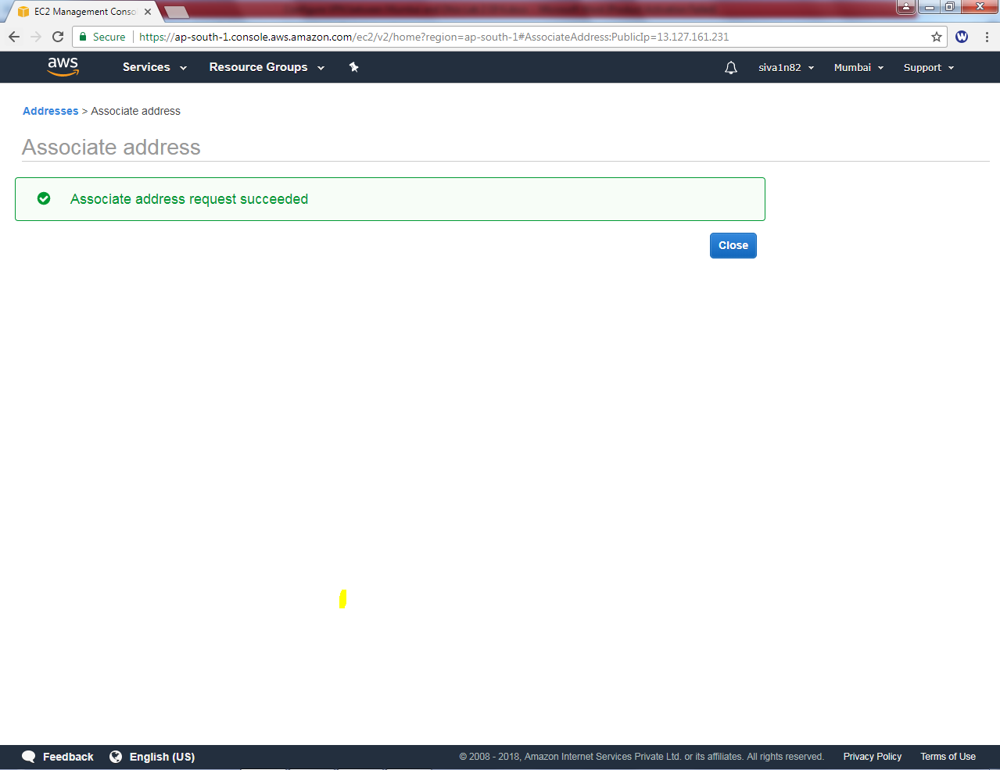 EC2 Management Conso
Secure https://ap-south-1.console.aws.amazon.com/ec2/v2/home?region=ap-south-1#AssociateAddress:PublicIp=13.127.161.231 W
aws Services Resource Groups siva1n82 Mumbai Support
Addresses > Associate address
Associate address
Associate address request succeeded
Close
Feedback English (US) © 2008 - 2018, Amazon Internet Services Private Ltd. or its affiliates. All rights reserved. Privacy Policy Terms of Use